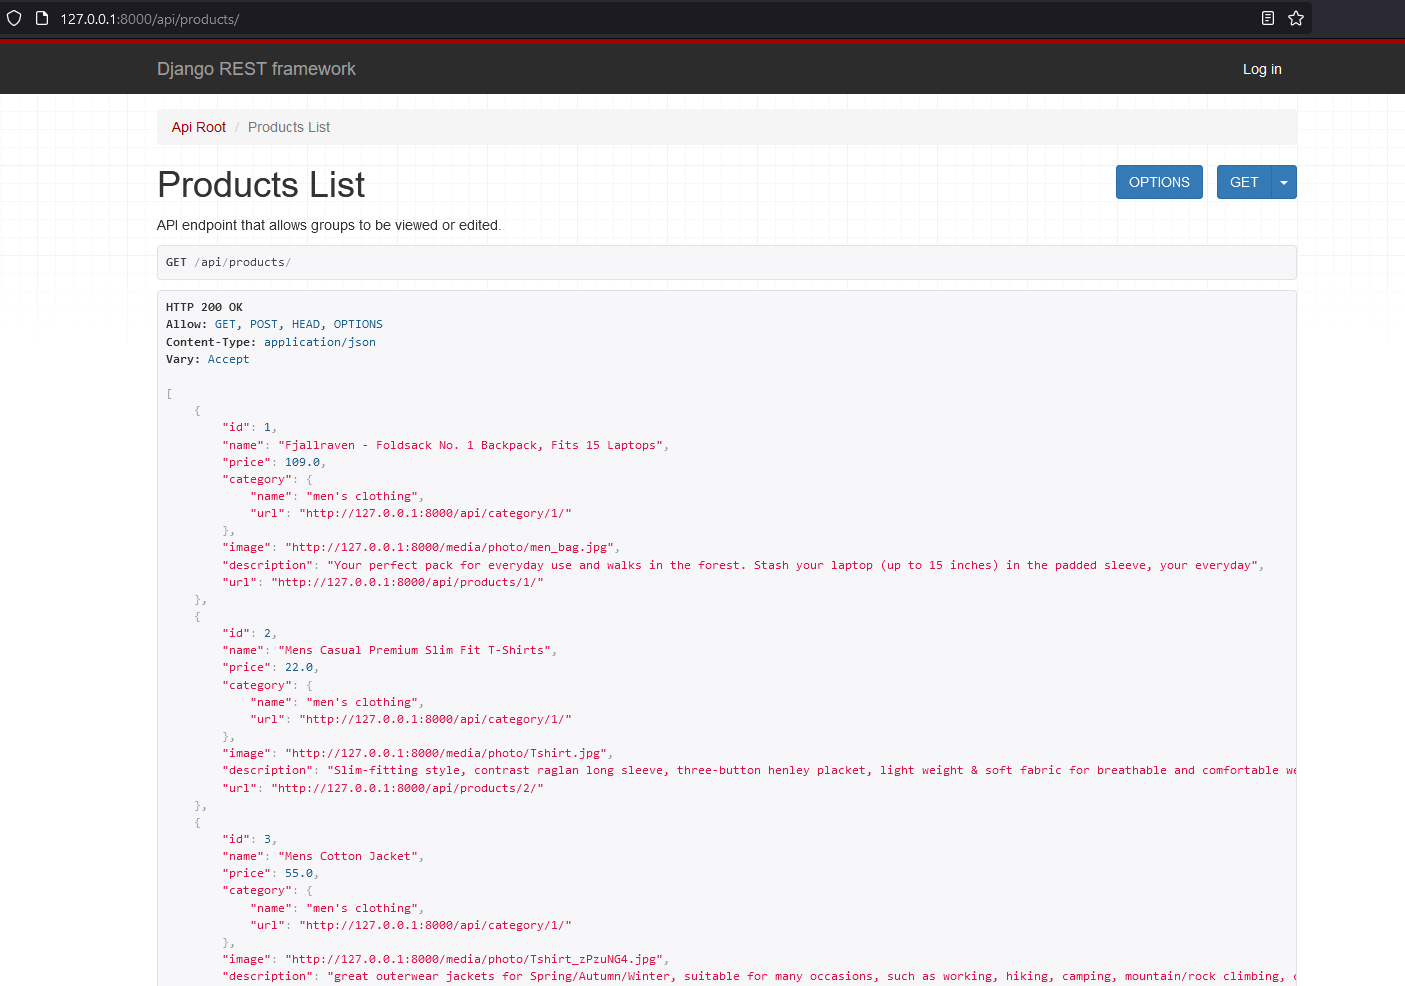 127.0.0.1:8000/api/products/
Django REST framework
Log in
Api Root / Products List
Products List
OPTIONS
GET
API endpoint that allows groups to be viewed or edited.
GET /api/products/
HTTP 200 OK
Allow: GET, POST, HEAD, OPTIONS
Content-Type: application/json
Vary: Accept
[
{
"id": 1,
"name": "Fjallraven - Foldsack No. 1 Backpack, Fits 15 Laptops",
"price": 109.0,
"category": {
"name": "men's clothing",
"url": "http://127.0.0.1:8000/api/category/1/"
},
"image": "http://127.0.0.1:8000/media/photo/men_bag.jpg",
"description": "Your perfect pack for everyday use and walks in the forest. Stash your laptop (up to 15 inches) in the padded sleeve, your everyday",
"url": "http://127.0.0.1:8000/api/products/1/"
},
{
"id": 2,
"name": "Mens Casual Premium Slim Fit T-Shirts",
"price": 22.0,
"category": {
"name": "men's clothing",
"url": "http://127.0.0.1:8000/api/category/1/"
},
"image": "http://127.0.0.1:8000/media/photo/Tshirt.jpg",
"description": "Slim-fitting style, contrast raglan long sleeve, three-button henley placket, light weight & soft fabric for breathable and comfortable
"url": "http://127.0.0.1:8000/api/products/2/"
},
{
"id": 3,
"name": "Mens Cotton Jacket",
"price": 55.0,
"category": {
"name": "men's clothing",
"url": "http://127.0.0.1:8000/api/category/1/"
},
"image": "http://127.0.0.1:8000/media/photo/Tshirt_zPzuNG4.jpg",
"description": "great outerwear jackets for Spring/Autumn/Winter, suitable for many occasions, such as working, hiking, camping, mountain/rock climbing,